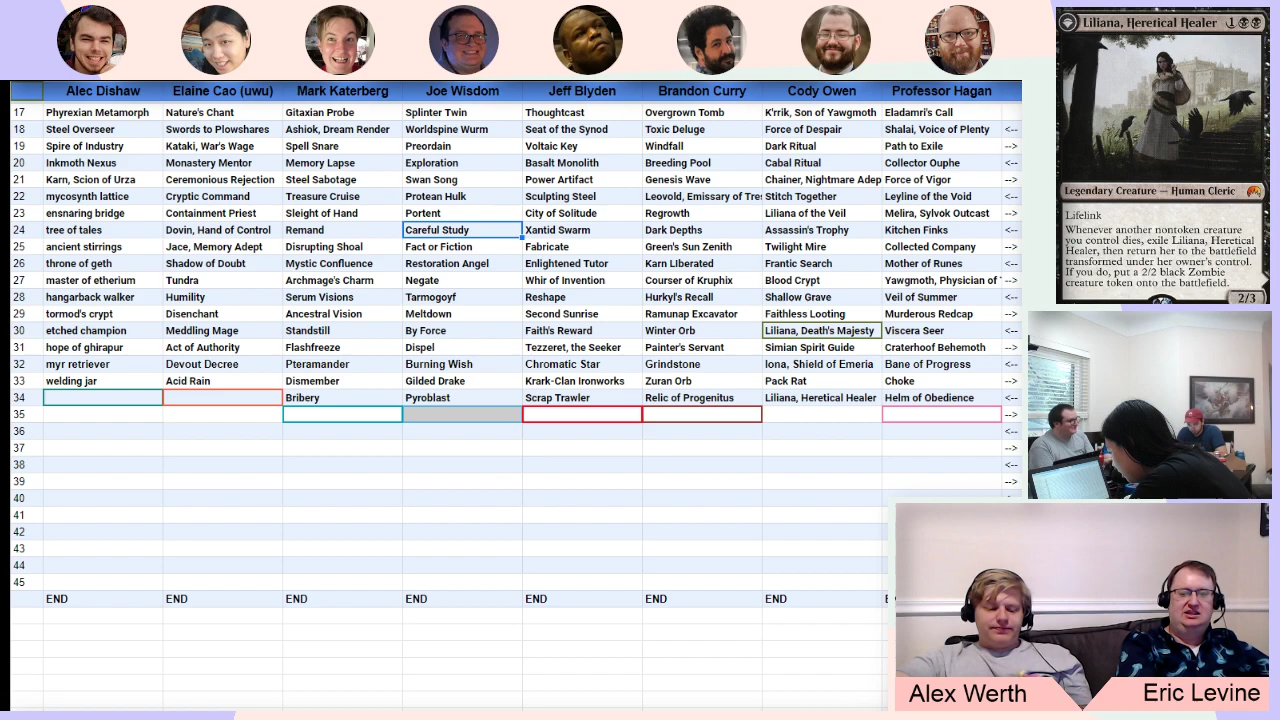 Alec Dishaw Elaine Cao (uwu) Mark Katerberg Joe Wisdom Jeff Blyden Brandon Curry Cody Owen Professor Hagan
17 Phyrexian Metamorph Nature's Chant Gitaxian Probe Splinter Twin Thoughtcast Overgrown Tomb K'rrik, Son of Yawgmoth Eladamri's Call
18 Steel Overseer Swords to Plowshares Ashiok, Dream Render Worldspine Wurm Seat of the Synod Toxic Deluge Force of Despair Shalai, Voice of Plenty <--
19 Spire of Industry Kataki, War's Wage Spell Snare Preordain Voltaic Key Windfall Dark Ritual Path to Exile -->
20 Inkmoth Nexus Monastery Mentor Memory Lapse Exploration Basalt Monolith Breeding Pool Cabal Ritual Collector Ouphe <--
21 Karn, Scion of Urza Ceremonious Rejection Steel Sabotage Swan Song Power Artifact Genesis Wave Chainer, Nightmare Adep Force of Vigor -->
22 mycosynth lattice Cryptic Command Treasure Cruise Protean Hulk Sculpting Steel Leovold, Emissary of Tres Stitch Together Leyline of the Void <--
23 ensnaring bridge Containment Priest Sleight of Hand Portent City of Solitude Regrowth Liliana of the Veil Melira, Sylvok Outcast -->
24 tree of tales Dovin, Hand of Control Remand Careful Study Xantid Swarm Dark Depths Assassin's Trophy Kitchen Finks <--
25 ancient stirrings Jace, Memory Adept Disrupting Shoal Fact or Fiction Fabricate Green's Sun Zenith Twilight Mire Collected Company -->
26 throne of geth Shadow of Doubt Mystic Confluence Restoration Angel Enlightened Tutor Karn LIberated Frantic Search Mother of Runes <--
27 master of etherium Tundra Archmage's Charm Negate Whir of Invention Courser of Kruphix Blood Crypt Yawgmoth, Physician of -->
28 hangarback walker Humility Serum Visions Tarmogoyf Reshape Hurkyl's Recall Shallow Grave Veil of Summer <--
29 tormod's crypt Disenchant Ancestral Vision Meltdown Second Sunrise Ramunap Excavator Faithless Looting Murderous Redcap -->
30 etched champion Meddling Mage Standstill By Force Faith's Reward Winter Orb Liliana, Death's Majesty Viscera Seer <--
31 hope of ghirapur Act of Authority Flashfreeze Dispel Tezzeret, the Seeker Painter's Servant Simian Spirit Guide Craterhoof Behemoth -->
32 myr retriever Devout Decree Pteramander Burning Wish Chromatic Star Grindstone Iona, Shield of Emeria Bane of Progress <--
33 welding jar Acid Rain Dismember Gilded Drake Krark-Clan Ironworks Zuran Orb Pack Rat Choke -->
34 Bribery Pyroblast Scrap Trawler Relic of Progenitus Liliana, Heretical Healer Helm of Obedience <--
35 -->
36 <--
37 -->
38 <--
39 -->
40
41
42
43
44
45
END END END END END END END
Liliana, Heretical Healer 1
Legendary Creature — Human Cleric
Lifelink
Whenever another nontoken creature
you control dies, exile Liliana, Heretical
Healer, then return her to the battlefield
transformed under her owner's control.
If you do, put a 2/2 black Zombie
creature token onto the battlefield.
2/3
Alex Werth
Eric Levine